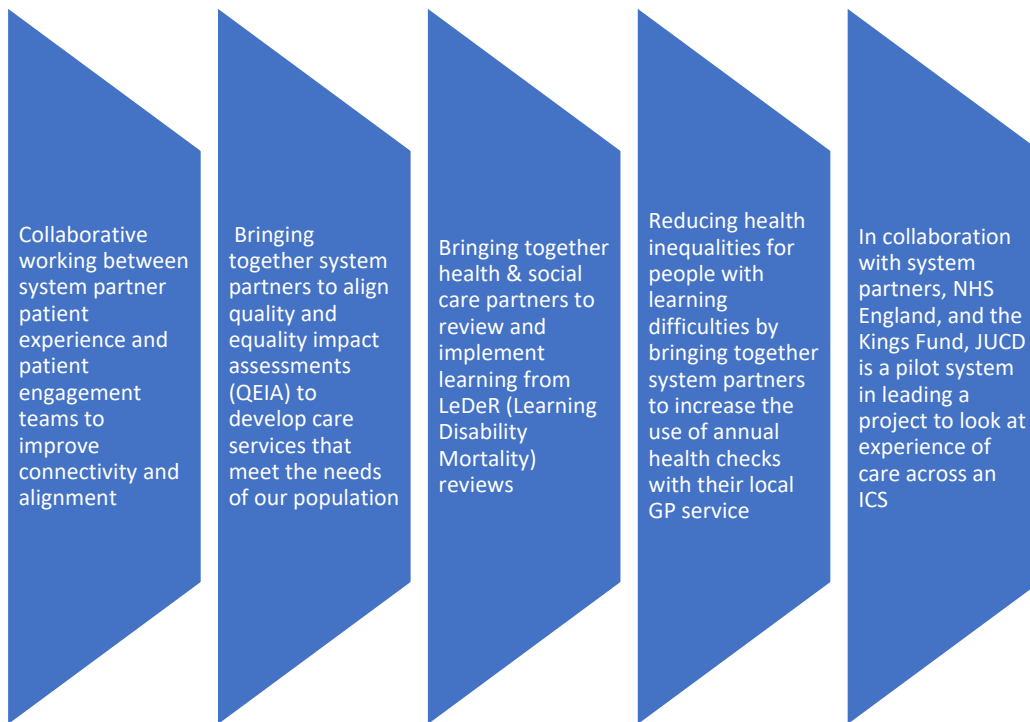 Collaborative
working between
system partner
patient
experience and
patient
engagement
teams to
improve
connectivity and
alignment
Bringing
together system
partners to align
quality and
equality impact
assessments
(QEIA) to
develop care
services that
meet the needs
of our population
Bringing together
health & social
care partners to
review and
implement
learning from
LeDeR (Learning
Disability
Mortality)
reviews
Reducing health
inequalities for
people with
learning
difficulties by
bringing together
system partners
to increase the
use of annual
health checks
with their local
GP service
In collaboration
with system
partners, NHS
England, and the
Kings Fund, JUCD
is a pilot system
in leading a
project to look at
experience of
care across an
ICS